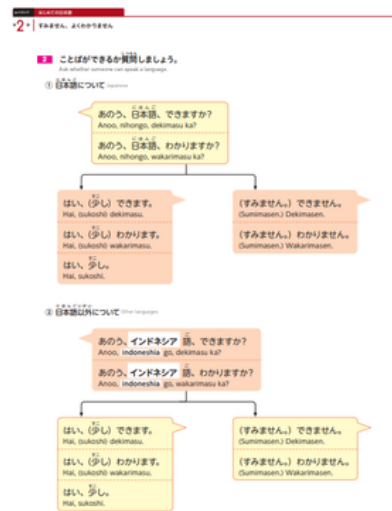 はじめての日本語
第2課 すみません、よくわかりません
2 ことばができるか質問しましょう。
Ask whether someone can speak a language.
① 日本語について Japanese
あのう、日本語、できますか？
Anoo, nihongo, dekimasu ka?
あのう、日本語、わかりますか？
Anoo, nihongo, wakarimasu ka?
はい、（少し）できます。
Hai, (sukoshi) dekimasu.
はい、（少し）わかります。
Hai, (sukoshi) wakarimasu.
はい、少し。
Hai, sukoshi.
（すみません。）できません。
(Sumimasen.) Dekimasen.
（すみません。）わかりません。
(Sumimasen.) Wakarimasen.
② 日本語以外について Other languages
あのう、インドネシア 語、できますか？
Anoo, indoneshia go, dekimasu ka?
あのう、インドネシア 語、わかりますか？
Anoo, indoneshia go, wakarimasu ka?
はい、（少し）できます。
Hai, (sukoshi) dekimasu.
はい、（少し）わかります。
Hai, (sukoshi) wakarimasu.
はい、少し。
Hai, sukoshi.
（すみません。）できません。
(Sumimasen.) Dekimasen.
（すみません。）わかりません。
(Sumimasen.) Wakarimasen.